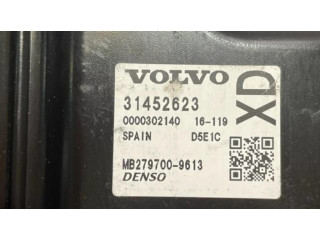 VOLVO
31452623
0000302140 16-119
SPAIN D5E1C
MB279700-9613
DENSO
XD